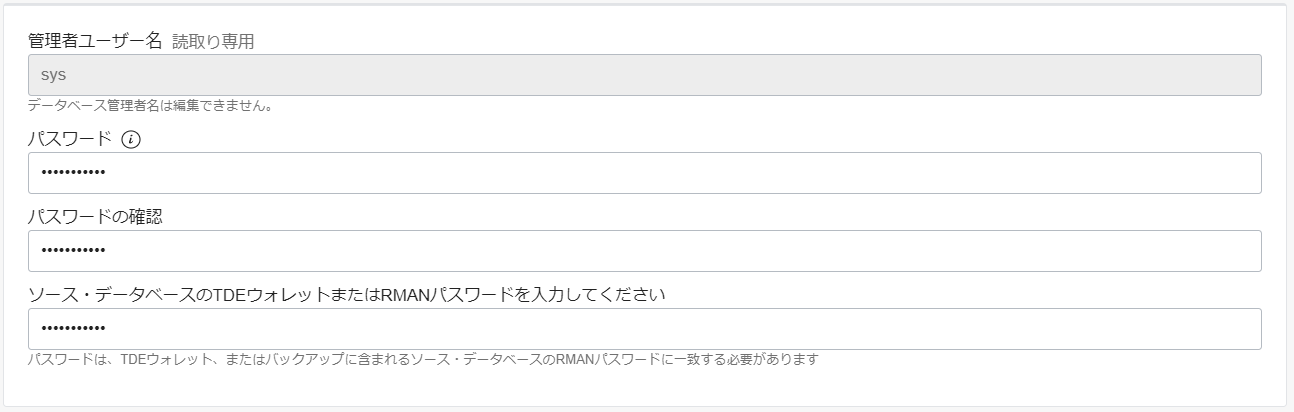 管理者ユーザー名 読取り専用
sys
データベース管理者名は編集できません。
パスワード i
•••••••••••
パスワードの確認
•••••••••••
ソース・データベースのTDEウォレットまたはRMANパスワードを入力してください
•••••••••••
パスワードは、TDEウォレット、またはバックアップに含まれるソース・データベースのRMANパスワードに一致する必要があります